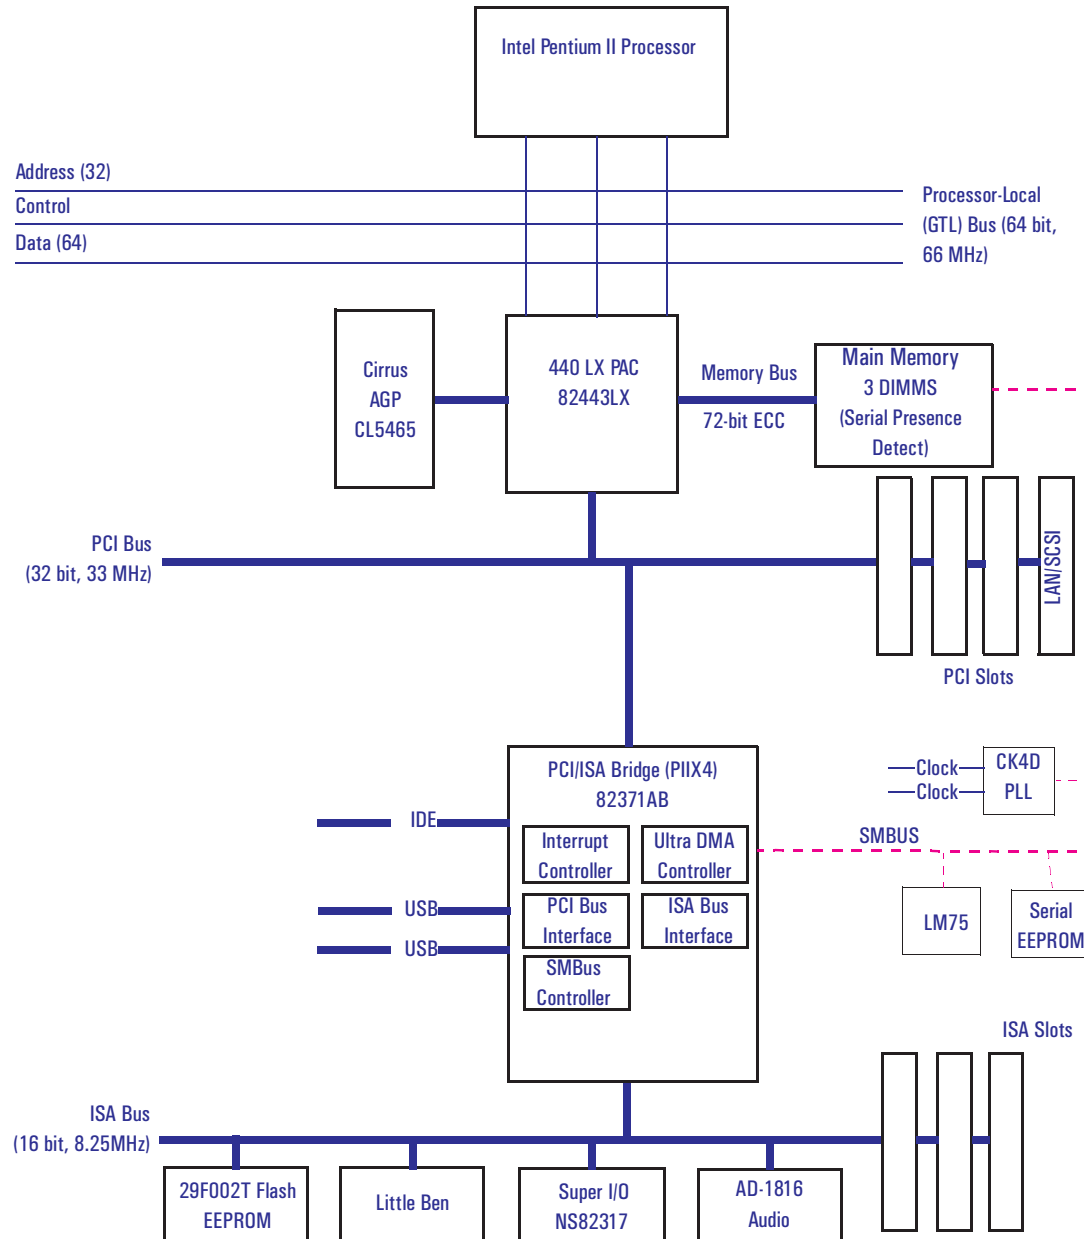 Intel Pentium II Processor
Address (32)
Control
Data (64)
Processor-Local
(GTL) Bus (64 bit,
66 MHz)
Cirrus
AGP
CL5465
440 LX PAC
82443LX
Memory Bus
72-bit ECC
Main Memory
3 DIMMS
(Serial Presence
Detect)
PCI Bus
(32 bit, 33 MHz)
LAN/SCSI
PCI Slots
PCI/ISA Bridge (PIIX4)
82371AB
Clock
Clock
CK4D
PLL
IDE
Interrupt
Controller
Ultra DMA
Controller
SMBUS
USB
USB
PCI Bus
Interface
ISA Bus
Interface
SMBus
Controller
LM75
Serial
EEPROM
ISA Slots
ISA Bus
(16 bit, 8.25MHz)
29F002T Flash
EEPROM
Little Ben
Super I/O
NS82317
AD-1816
Audio